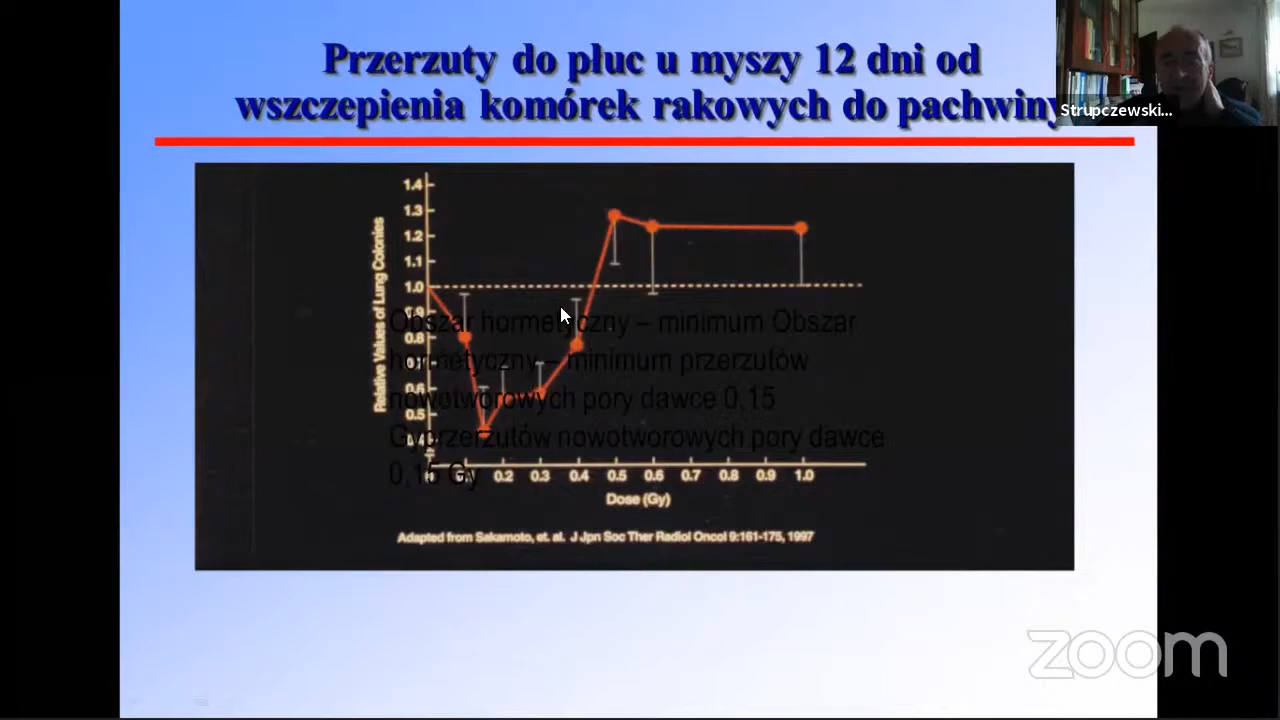 Przerzuty do płuc u myszy 12 dni od
wszczepienia komórek rakowych do pachwiny
Strupczewski...
Relative Values of Lung Colonies
1.4
1.3
1.2
1.1
1.0
0.9
0.8
0.7
0.6
0.5
0.4
Obszar hormetyczny – minimum Obszar
hormetyczny – minimum przerzutów
nowotworowych pory dawce 0,15
Gyprzerzutów nowotworowych pory dawce
0,15 Gy
0.2 0.3 0.4 0.5 0.6 0.7 0.8 0.9 1.0
Dose (Gy)
Adapted from Sakamoto, et. al. J Jpn Soc Ther Radiol Oncol 9:161-175, 1997
zoom